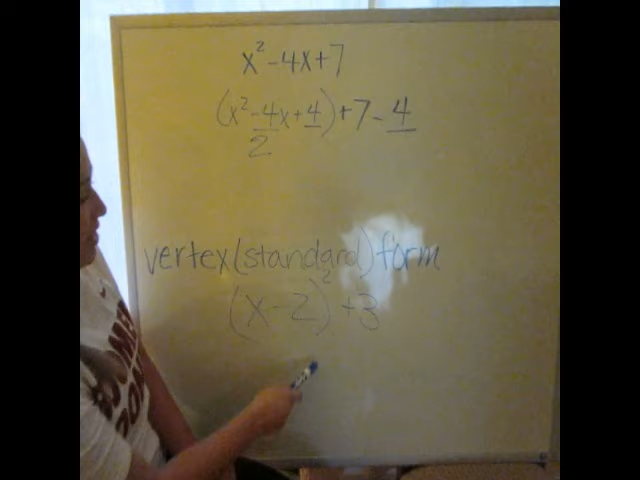 x² - 4x + 7
(x² - 4x + 4) + 7 - 4
2
vertex (standard) form
(x - 2)² + 3